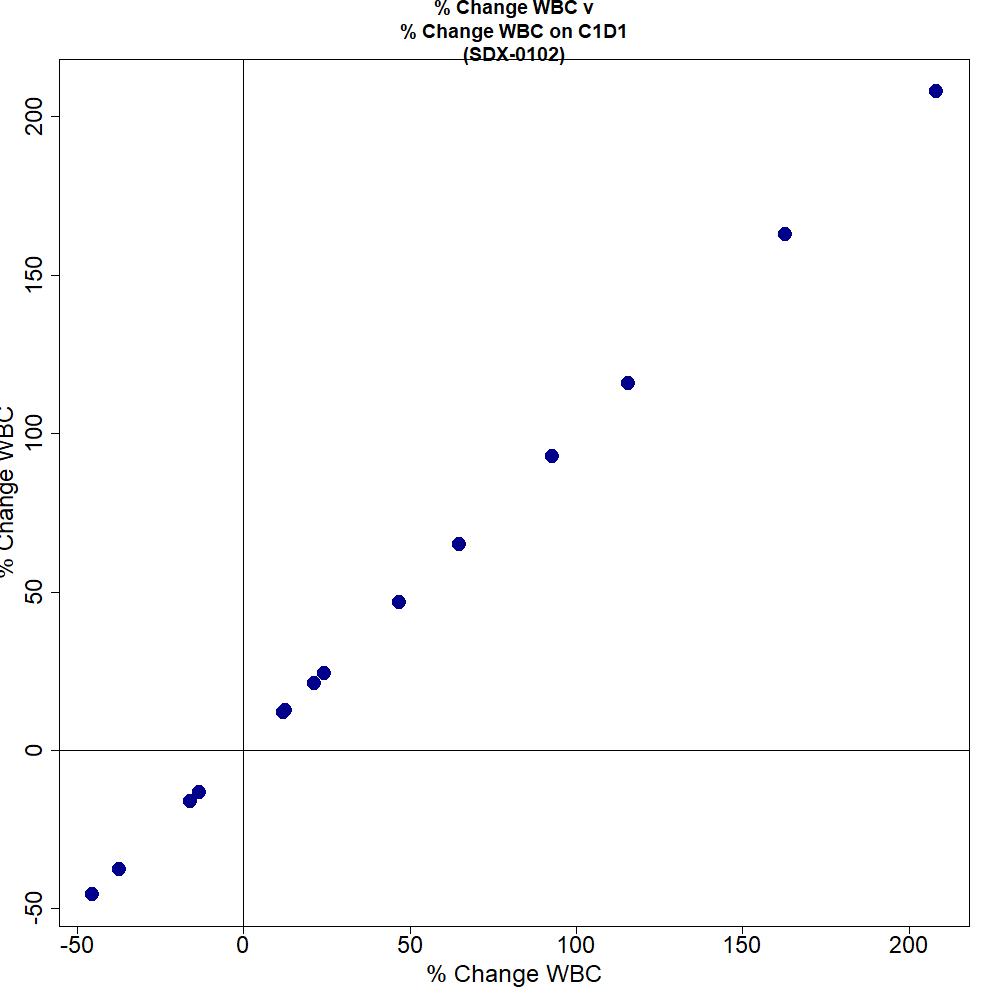 % Change WBC v
% Change WBC on C1D1
(SDX-0102)
% Change WBC
200
150
100
50
0
-50
-50 0 50 100 150 200
% Change WBC